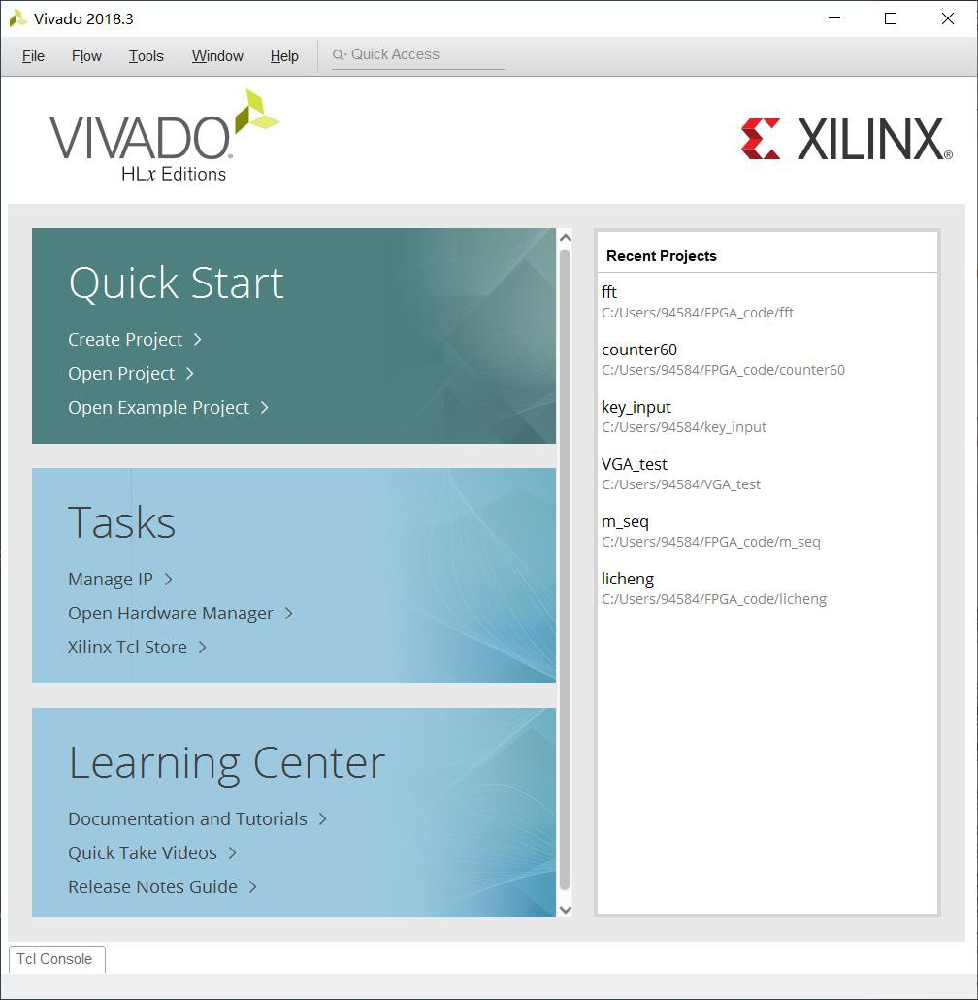 Vivado 2018.3
File Flow Tools Window Help Quick Access
VIVADO.
HLx Editions
XILINX®
Quick Start
Create Project
Open Project
Open Example Project
Tasks
Manage IP
Open Hardware Manager
Xilinx Tcl Store
Learning Center
Documentation and Tutorials
Quick Take Videos
Release Notes Guide
Recent Projects
fft
C:/Users/94584/FPGA_code/fft
counter60
C:/Users/94584/FPGA_code/counter60
key_input
C:/Users/94584/key_input
VGA_test
C:/Users/94584/VGA_test
m_seq
C:/Users/94584/FPGA_code/m_seq
licheng
C:/Users/94584/FPGA_code/licheng
Tcl Console